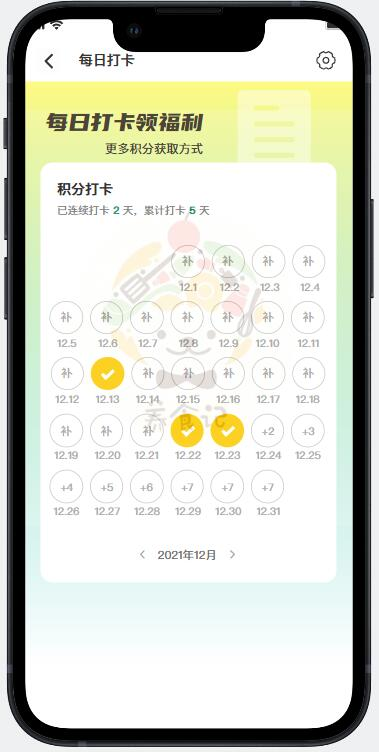 每日打卡
每日打卡领福利
更多积分获取方式
积分打卡
已连续打卡 2 天，累计打卡 5 天
补 补 补 补
12.1 12.2 12.3 12.4
补 补 补 补 补 补 补
12.5 12.6 12.7 12.8 12.9 12.10 12.11
补 补 补 补 补 补
12.12 12.13 12.14 12.15 12.16 12.17 12.18
补 补 补 +2 +3
12.19 12.20 12.21 12.22 12.23 12.24 12.25
+4 +5 +6 +7 +7 +7
12.26 12.27 12.28 12.29 12.30 12.31
2021年12月